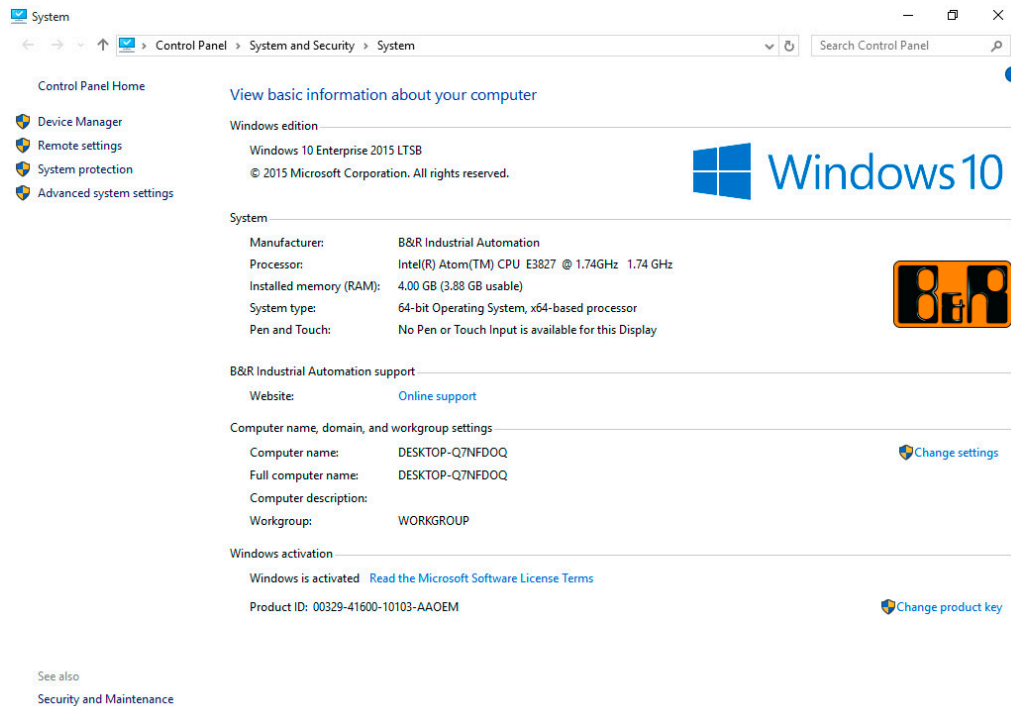 System
Control Panel > System and Security > System
Search Control Panel
Control Panel Home
Device Manager
Remote settings
System protection
Advanced system settings
View basic information about your computer
Windows edition
Windows 10 Enterprise 2015 LTSB
© 2015 Microsoft Corporation. All rights reserved.
Windows 10
System
Manufacturer: B&R Industrial Automation
Processor: Intel(R) Atom(TM) CPU E3827 @ 1.74GHz 1.74 GHz
Installed memory (RAM): 4.00 GB (3.88 GB usable)
System type: 64-bit Operating System, x64-based processor
Pen and Touch: No Pen or Touch Input is available for this Display
B&R
B&R Industrial Automation support
Website: Online support
Computer name, domain, and workgroup settings
Computer name: DESKTOP-Q7NFDOQ
Change settings
Full computer name: DESKTOP-Q7NFDOQ
Computer description:
Workgroup: WORKGROUP
Windows activation
Windows is activated Read the Microsoft Software License Terms
Product ID: 00329-41600-10103-AAOEM
Change product key
See also
Security and Maintenance